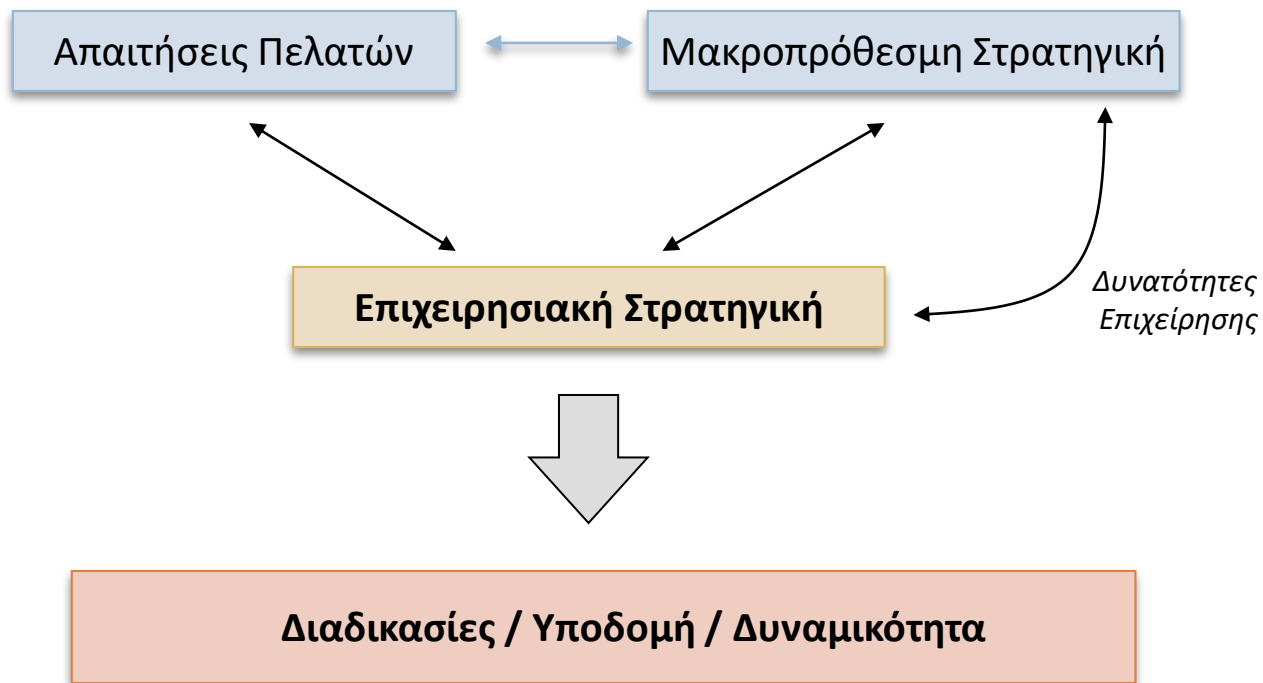 Απαιτήσεις Πελατών
Μακροπρόθεσμη Στρατηγική
Επιχειρησιακή Στρατηγική
Δυνατότητες
Επιχείρησης
Διαδικασίες / Υποδομή / Δυναμικότητα